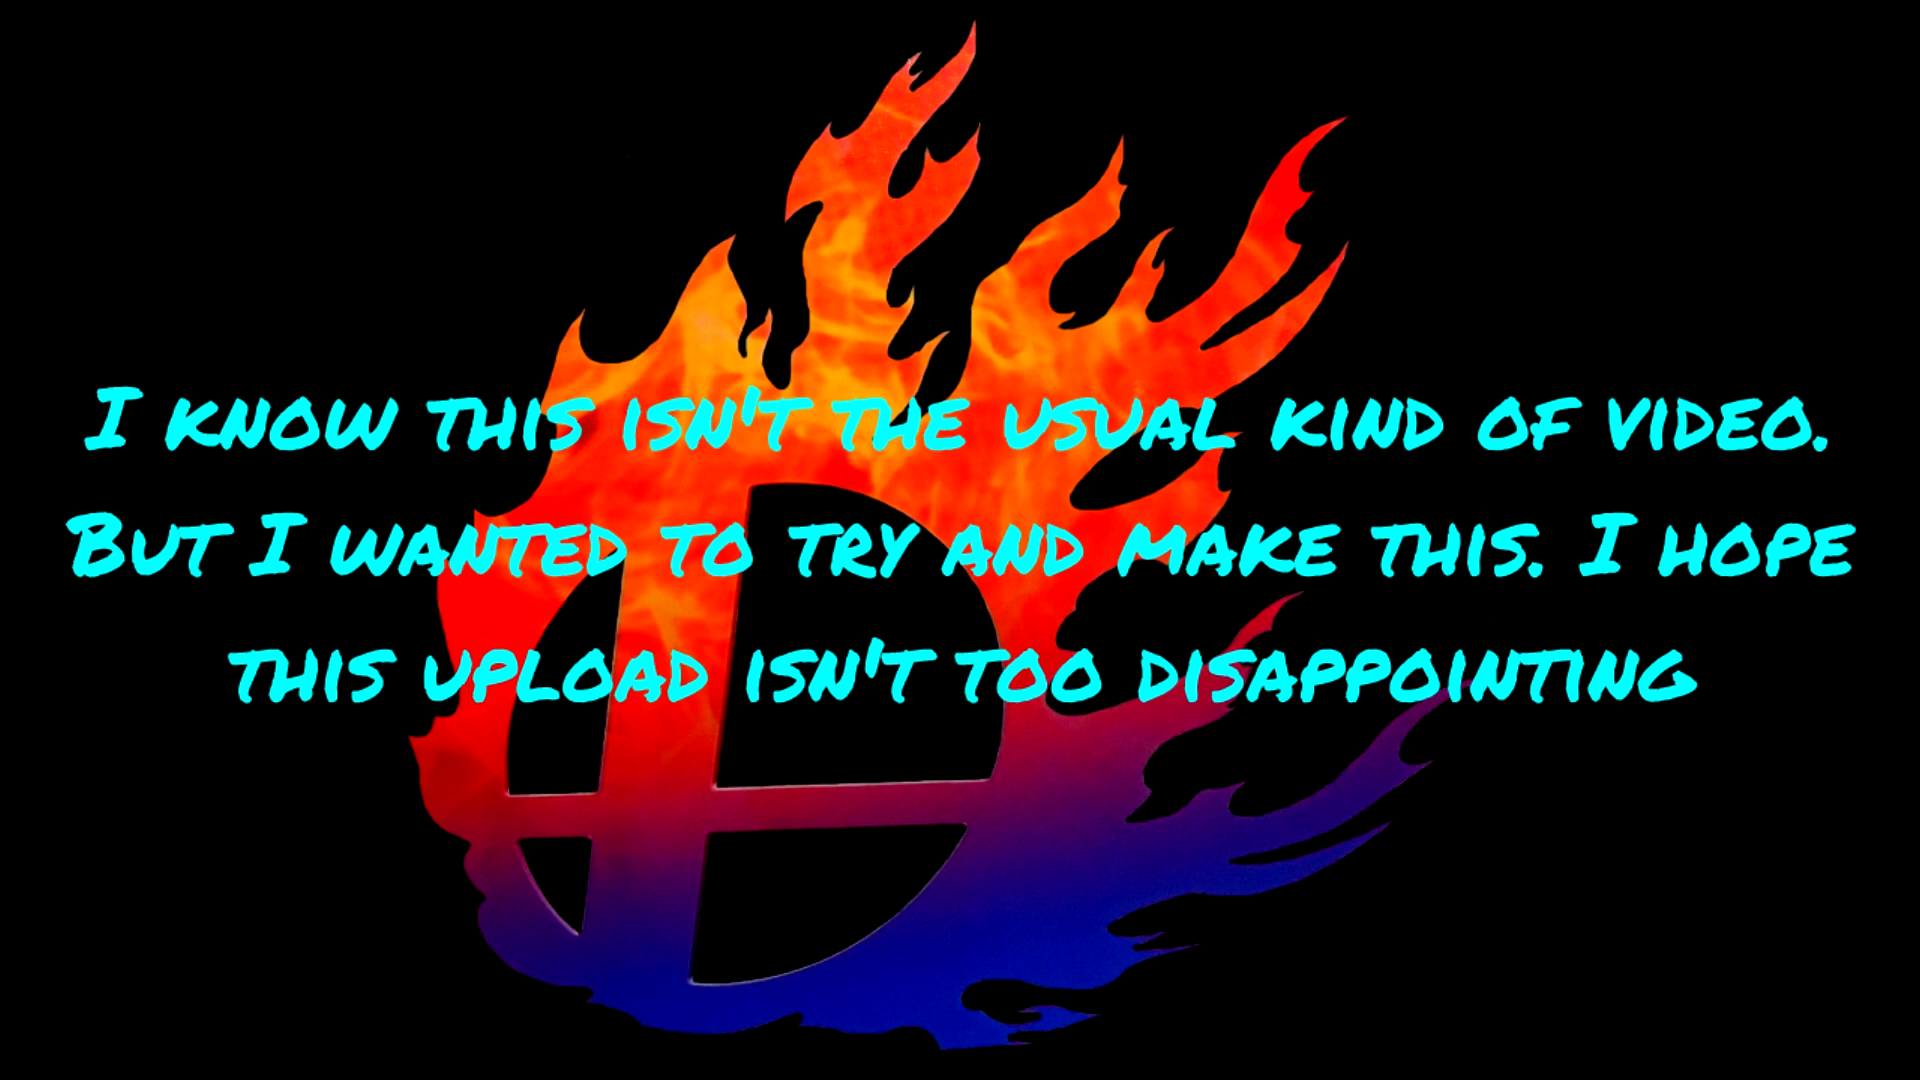 I know this isn't the usual kind of video.
But I wanted to try and make this. I hope
this upload isn't too disappointing